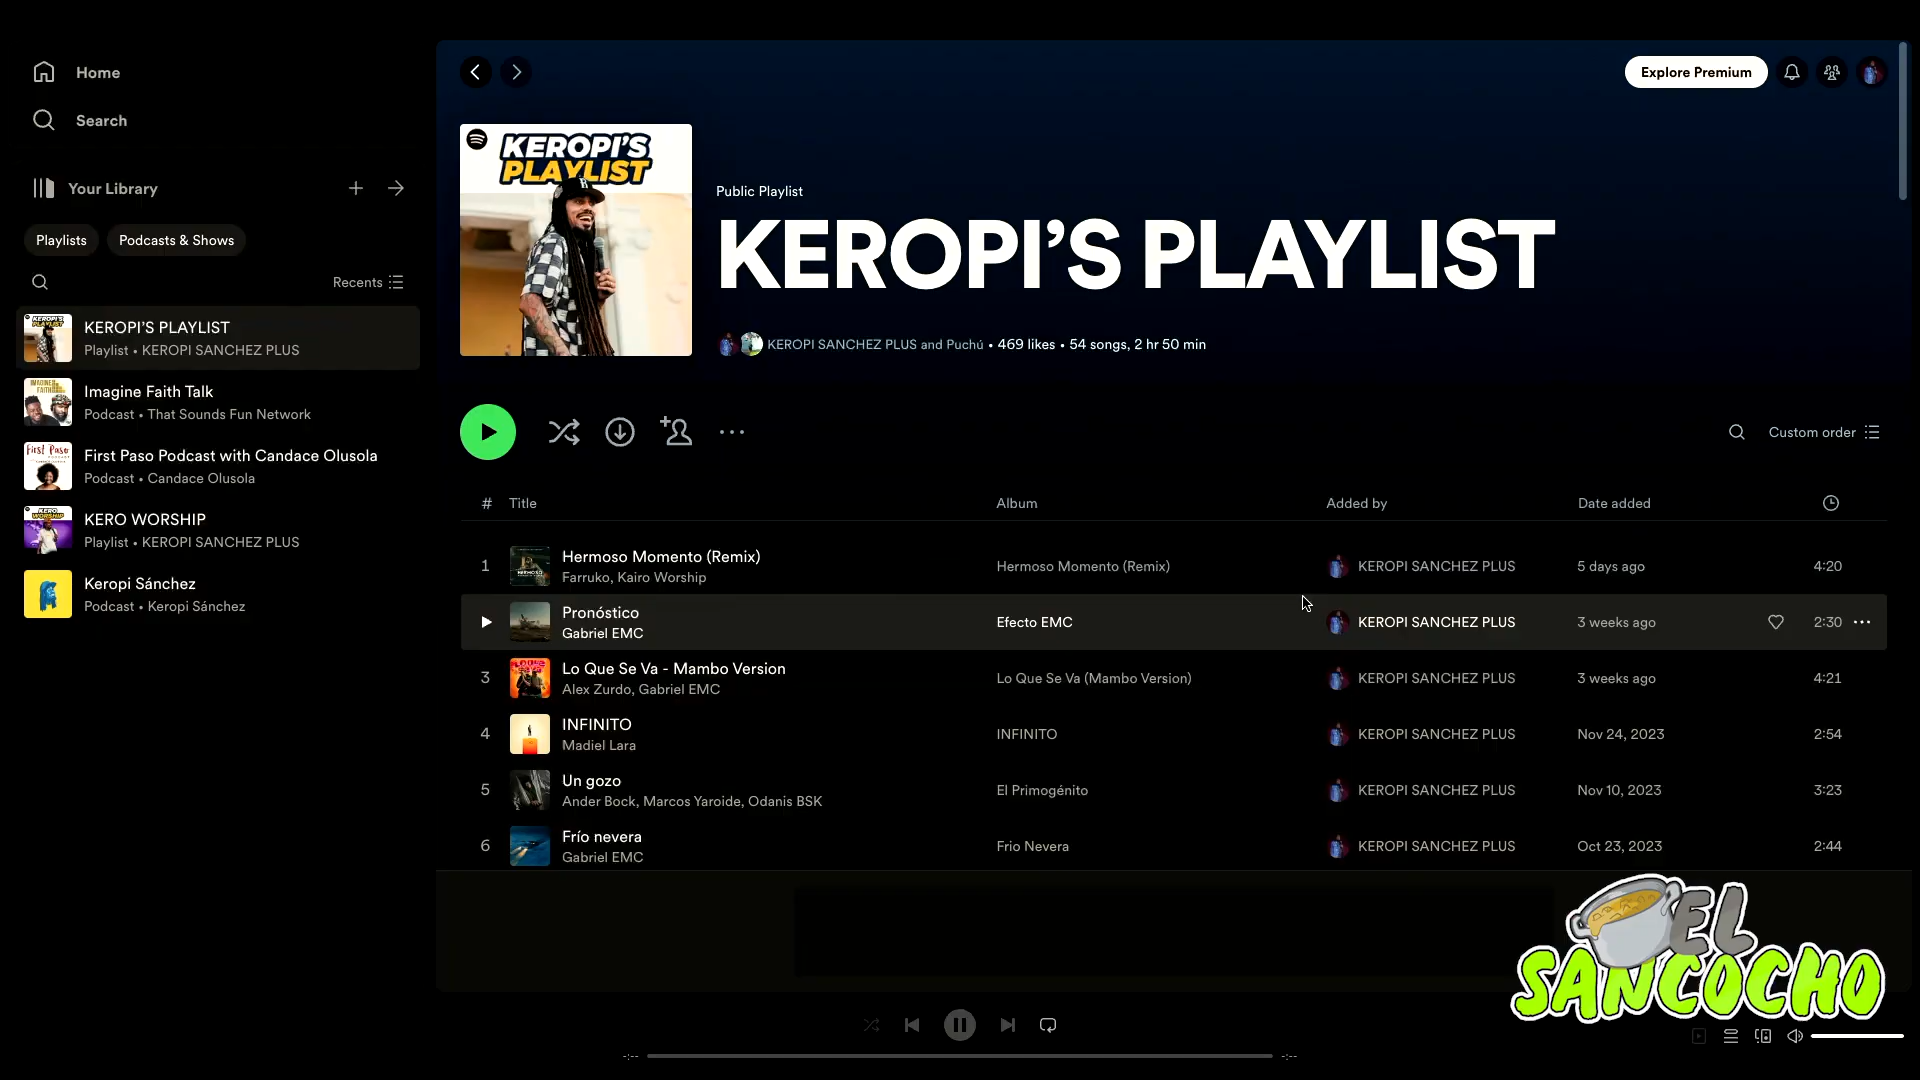 Home
Search
Your Library
Playlists
Podcasts & Shows
Recents
KEROPI'S PLAYLIST
Playlist • KEROPI SANCHEZ PLUS
Imagine Faith Talk
Podcast • That Sounds Fun Network
First Paso Podcast with Candace Olusola
Podcast • Candace Olusola
KERO WORSHIP
Playlist • KEROPI SANCHEZ PLUS
Keropi Sánchez
Podcast • Keropi Sánchez
Explore Premium
KEROPI'S
PLAYLIST
Public Playlist
KEROPI'S PLAYLIST
KEROPI SANCHEZ PLUS and Puchú • 469 likes • 54 songs, 2 hr 50 min
Custom order
# Title Album Added by Date added
1 Hermoso Momento (Remix) Hermoso Momento (Remix) KEROPI SANCHEZ PLUS 5 days ago 4:20
Farruko, Kairo Worship
Pronóstico Efecto EMC KEROPI SANCHEZ PLUS 3 weeks ago 2:30
Gabriel EMC
3 Lo Que Se Va - Mambo Version Lo Que Se Va (Mambo Version) KEROPI SANCHEZ PLUS 3 weeks ago 4:21
Alex Zurdo, Gabriel EMC
4 INFINITO INFINITO KEROPI SANCHEZ PLUS Nov 24, 2023 2:54
Madiel Lara
5 Un gozo El Primogénito KEROPI SANCHEZ PLUS Nov 10, 2023 3:23
Ander Bock, Marcos Yaroide, Odanis BSK
6 Frío nevera Frio Nevera KEROPI SANCHEZ PLUS Oct 23, 2023 2:44
Gabriel EMC
EL
SANCOCHO
-:-- -:--